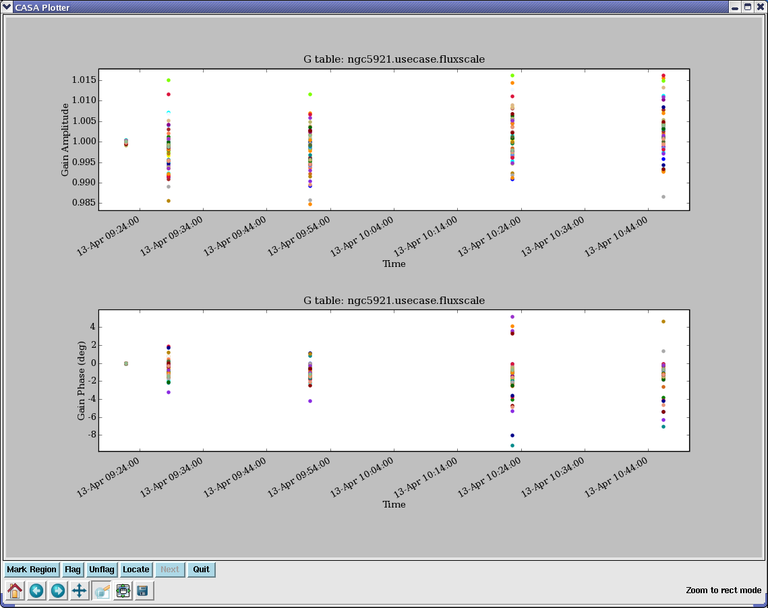 CASA Plotter
G table: ngc5921.usecase.fluxscale
Gain Amplitude
1.015
1.010
1.005
1.000
0.995
0.990
0.985
13-Apr 09:24:00
13-Apr 09:34:00
13-Apr 09:44:00
13-Apr 09:54:00
13-Apr 10:04:00
13-Apr 10:14:00
13-Apr 10:24:00
13-Apr 10:34:00
13-Apr 10:44:00
Time
G table: ngc5921.usecase.fluxscale
Gain Phase (deg)
4
2
0
-2
-4
-6
-8
13-Apr 09:24:00
13-Apr 09:34:00
13-Apr 09:44:00
13-Apr 09:54:00
13-Apr 10:04:00
13-Apr 10:14:00
13-Apr 10:24:00
13-Apr 10:34:00
13-Apr 10:44:00
Time
Mark Region Flag Unflag Locate Next Quit
Zoom to rect mode